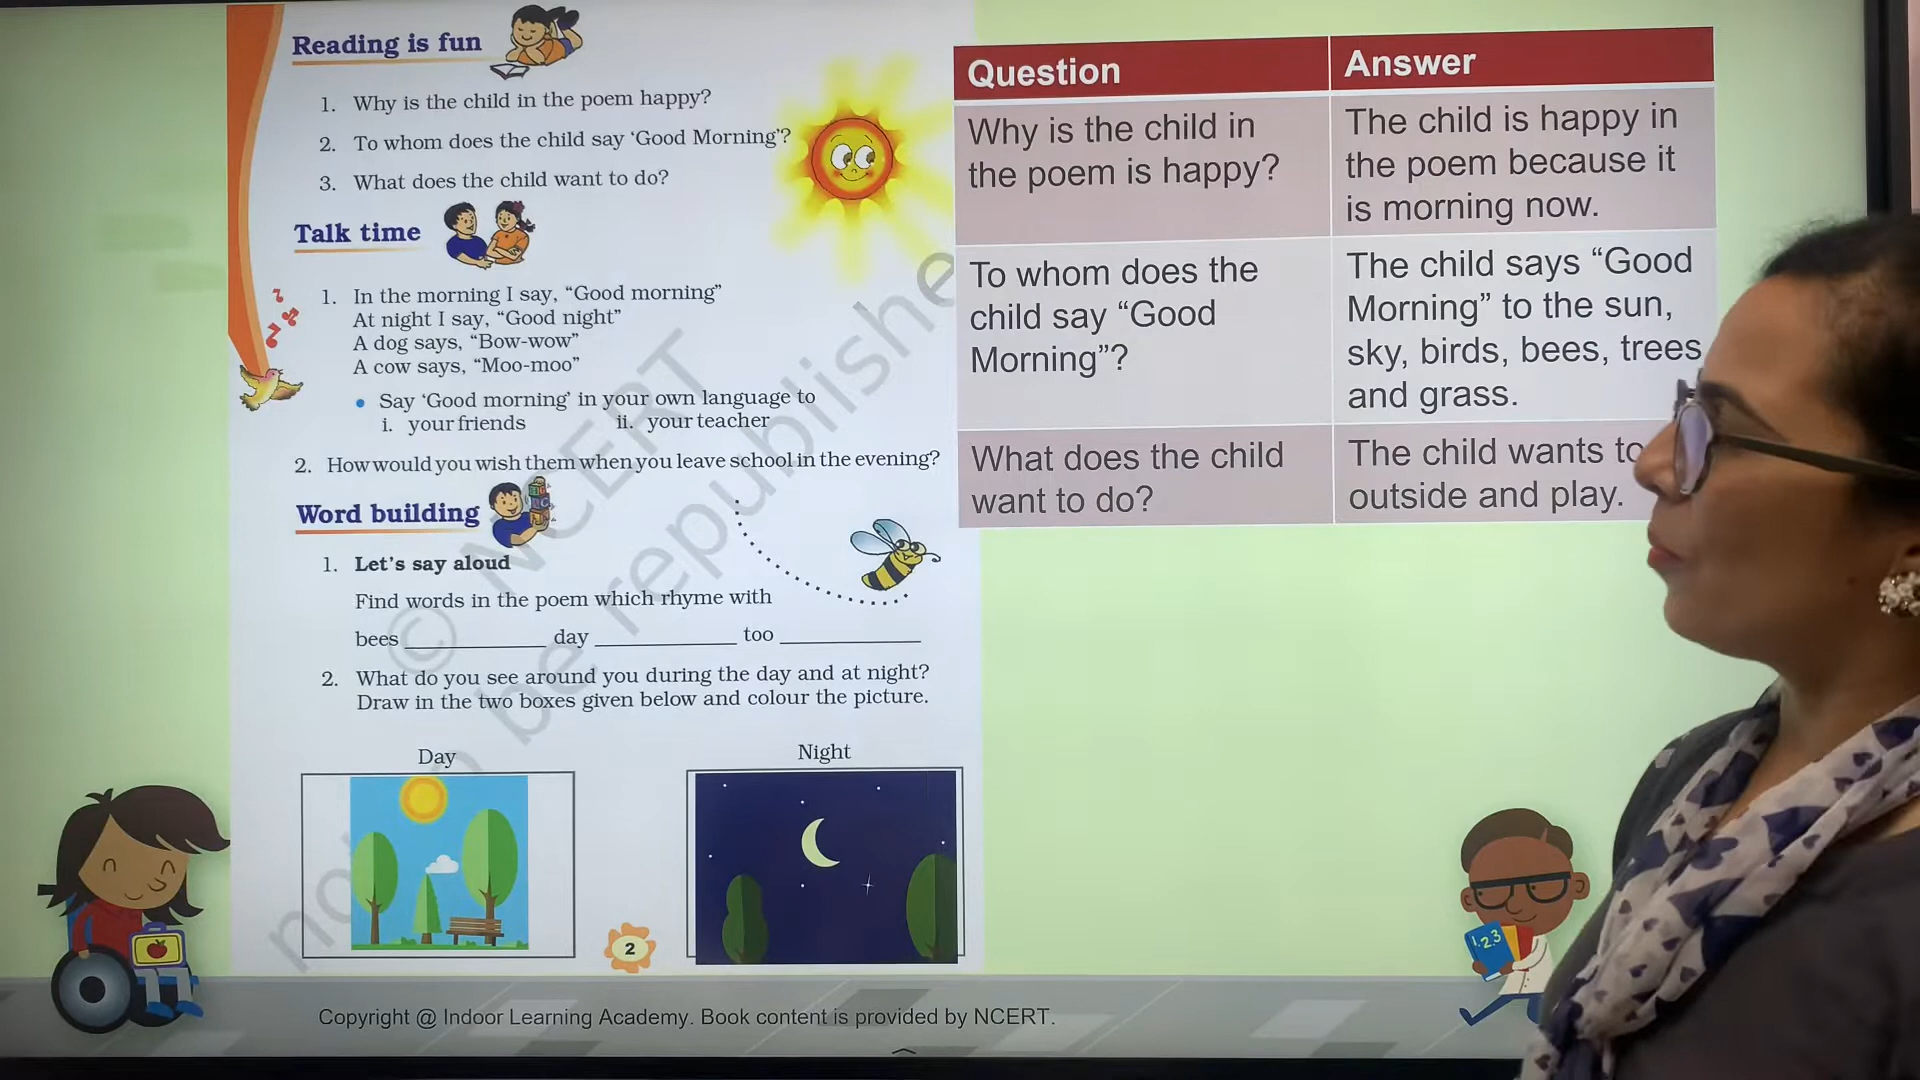 Reading is fun
1. Why is the child in the poem happy?
2. To whom does the child say ‘Good Morning’?
3. What does the child want to do?
Talk time
1. In the morning I say, “Good morning”
At night I say, “Good night”
A dog says, “Bow-wow”
A cow says, “Moo-moo”
• Say ‘Good morning’ in your own language to
i. your friends ii. your teacher
2. How would you wish them when you leave school in the evening?
Word building
1. Let’s say aloud
Find words in the poem which rhyme with
bees ____________ day ____________ too ____________
2. What do you see around you during the day and at night?
Draw in the two boxes given below and colour the picture.
Day Night
2
© NCERT
be republishe
Question Answer
Why is the child in
the poem is happy?
The child is happy in
the poem because it
is morning now.
To whom does the
child say “Good
Morning”?
The child says “Good
Morning” to the sun,
sky, birds, bees, trees
and grass.
What does the child
want to do?
The child wants to
outside and play.
1,2,3
Copyright @ Indoor Learning Academy. Book content is provided by NCERT.